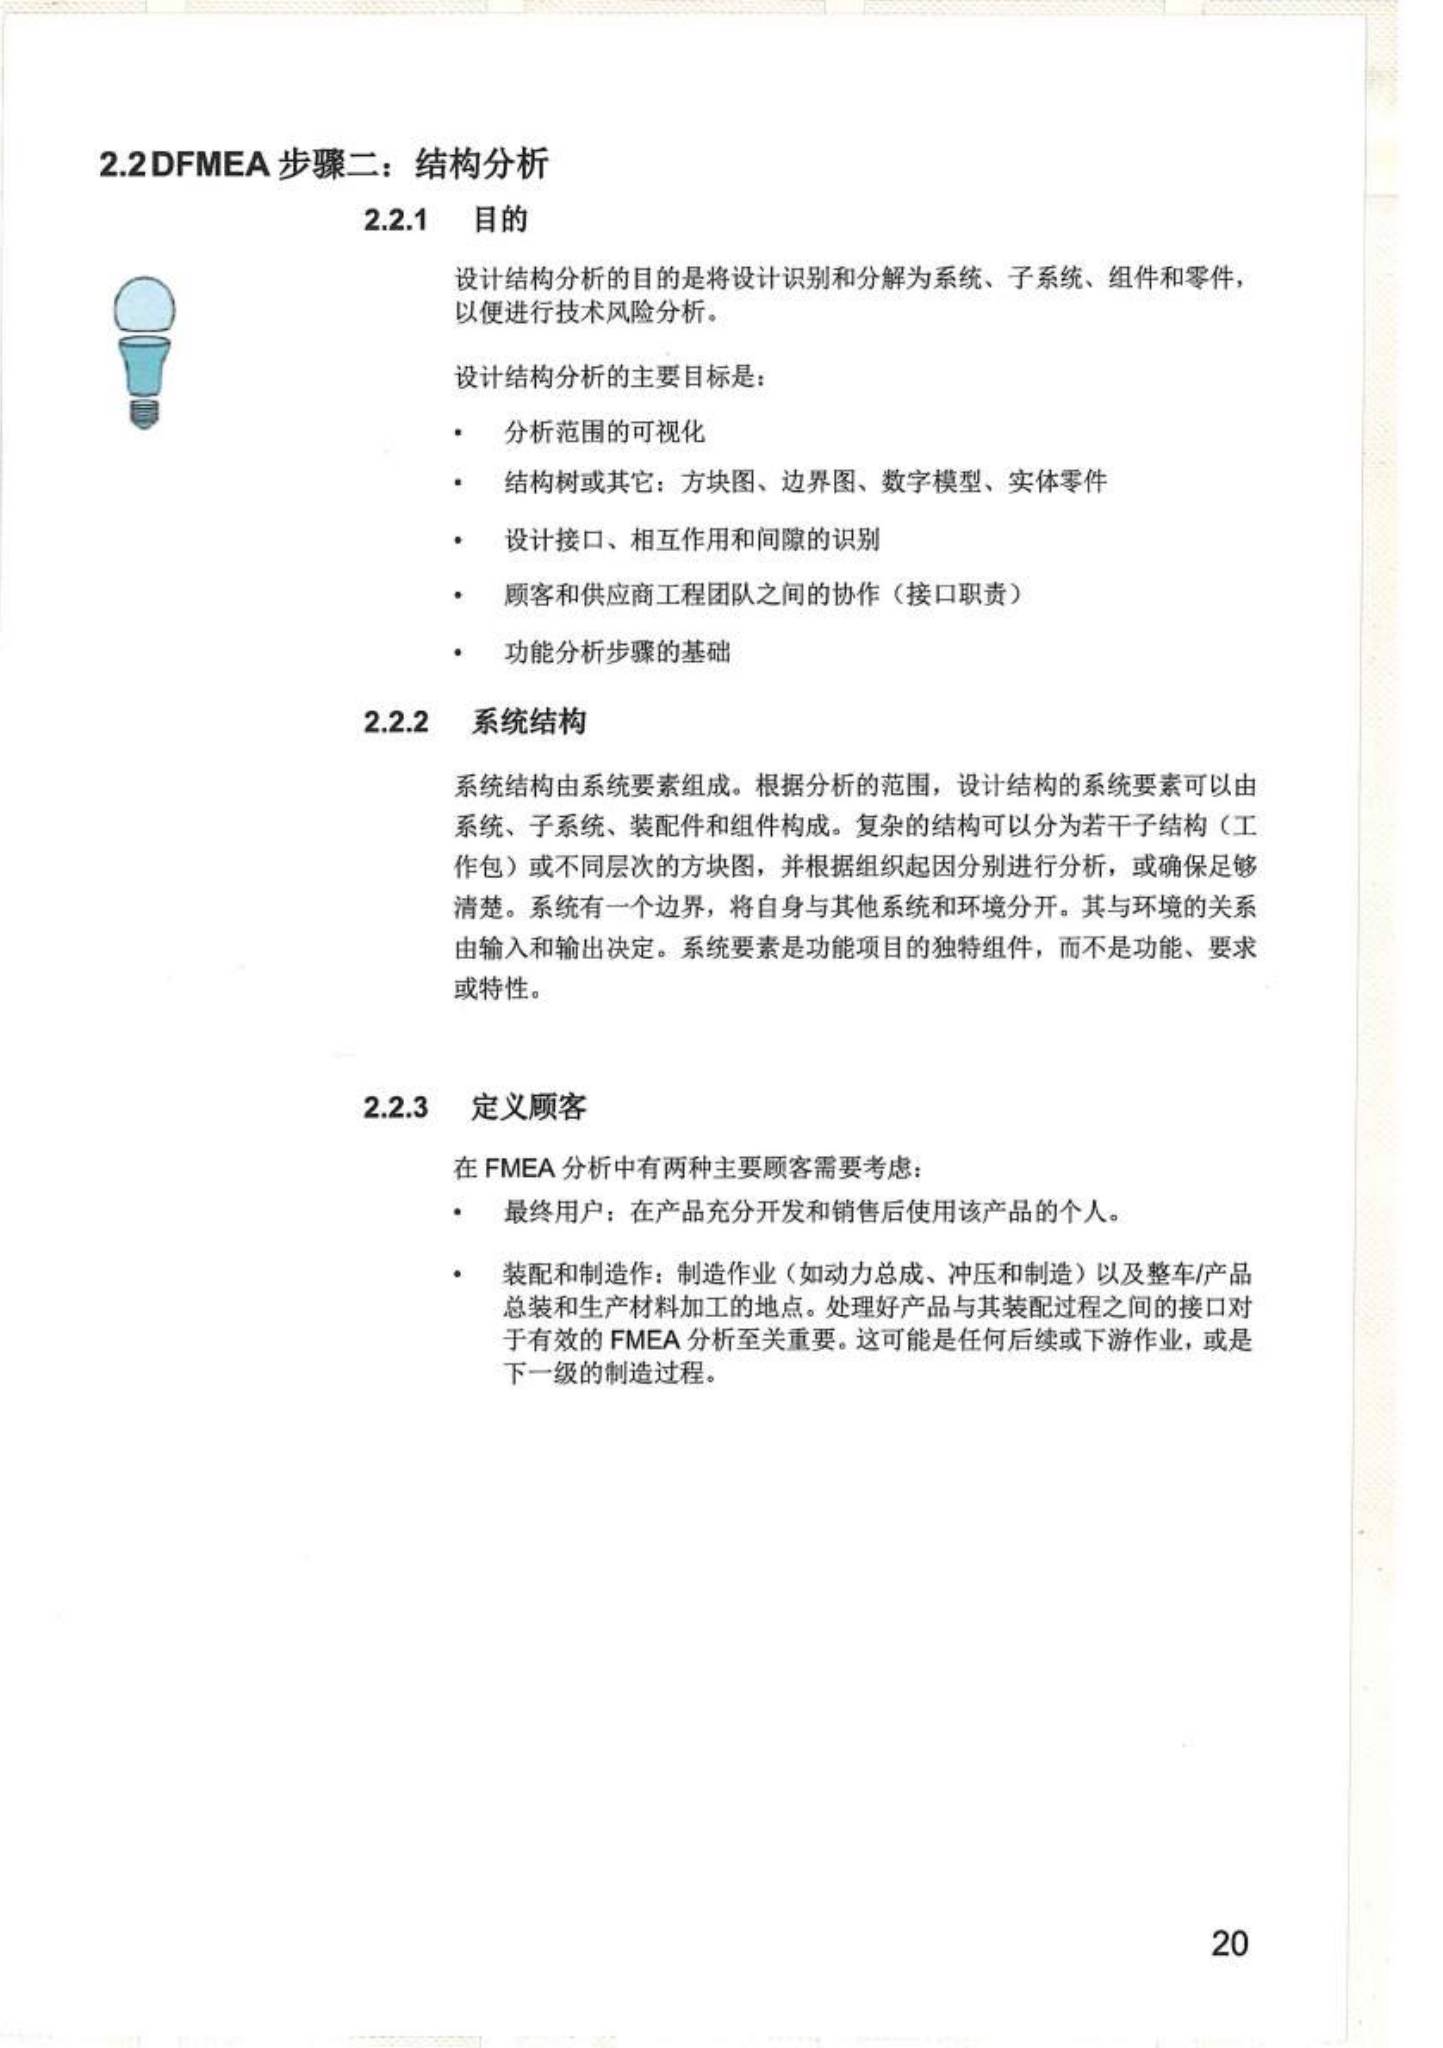 2.2 DFMEA 步骤二：结构分析
2.2.1 目的
设计结构分析的目的是将设计识别和分解为系统、子系统、组件和零件，
以便进行技术风险分析。
设计结构分析的主要目标是：
• 分析范围的可视化
• 结构树或其它：方块图、边界图、数字模型、实体零件
• 设计接口、相互作用和间隙的识别
• 顾客和供应商工程团队之间的协作（接口职责）
• 功能分析步骤的基础
2.2.2 系统结构
系统结构由系统要素组成。根据分析的范围，设计结构的系统要素可以由
系统、子系统、装配件和组件构成。复杂的结构可以分为若干子结构（工
作包）或不同层次的方块图，并根据组织起因分别进行分析，或确保足够
清楚。系统有一个边界，将自身与其他系统和环境分开。其与环境的关系
由输入和输出决定。系统要素是功能项目的独特组件，而不是功能、要求
或特性。
2.2.3 定义顾客
在 FMEA 分析中有两种主要顾客需要考虑：
• 最终用户：在产品充分开发和销售后使用该产品的个人。
• 装配和制造作：制造作业（如动力总成、冲压和制造）以及整车/产品
总装和生产材料加工的地点。处理好产品与其装配过程之间的接口对
于有效的 FMEA 分析至关重要。这可能是任何后续或下游作业，或是
下一级的制造过程。
20